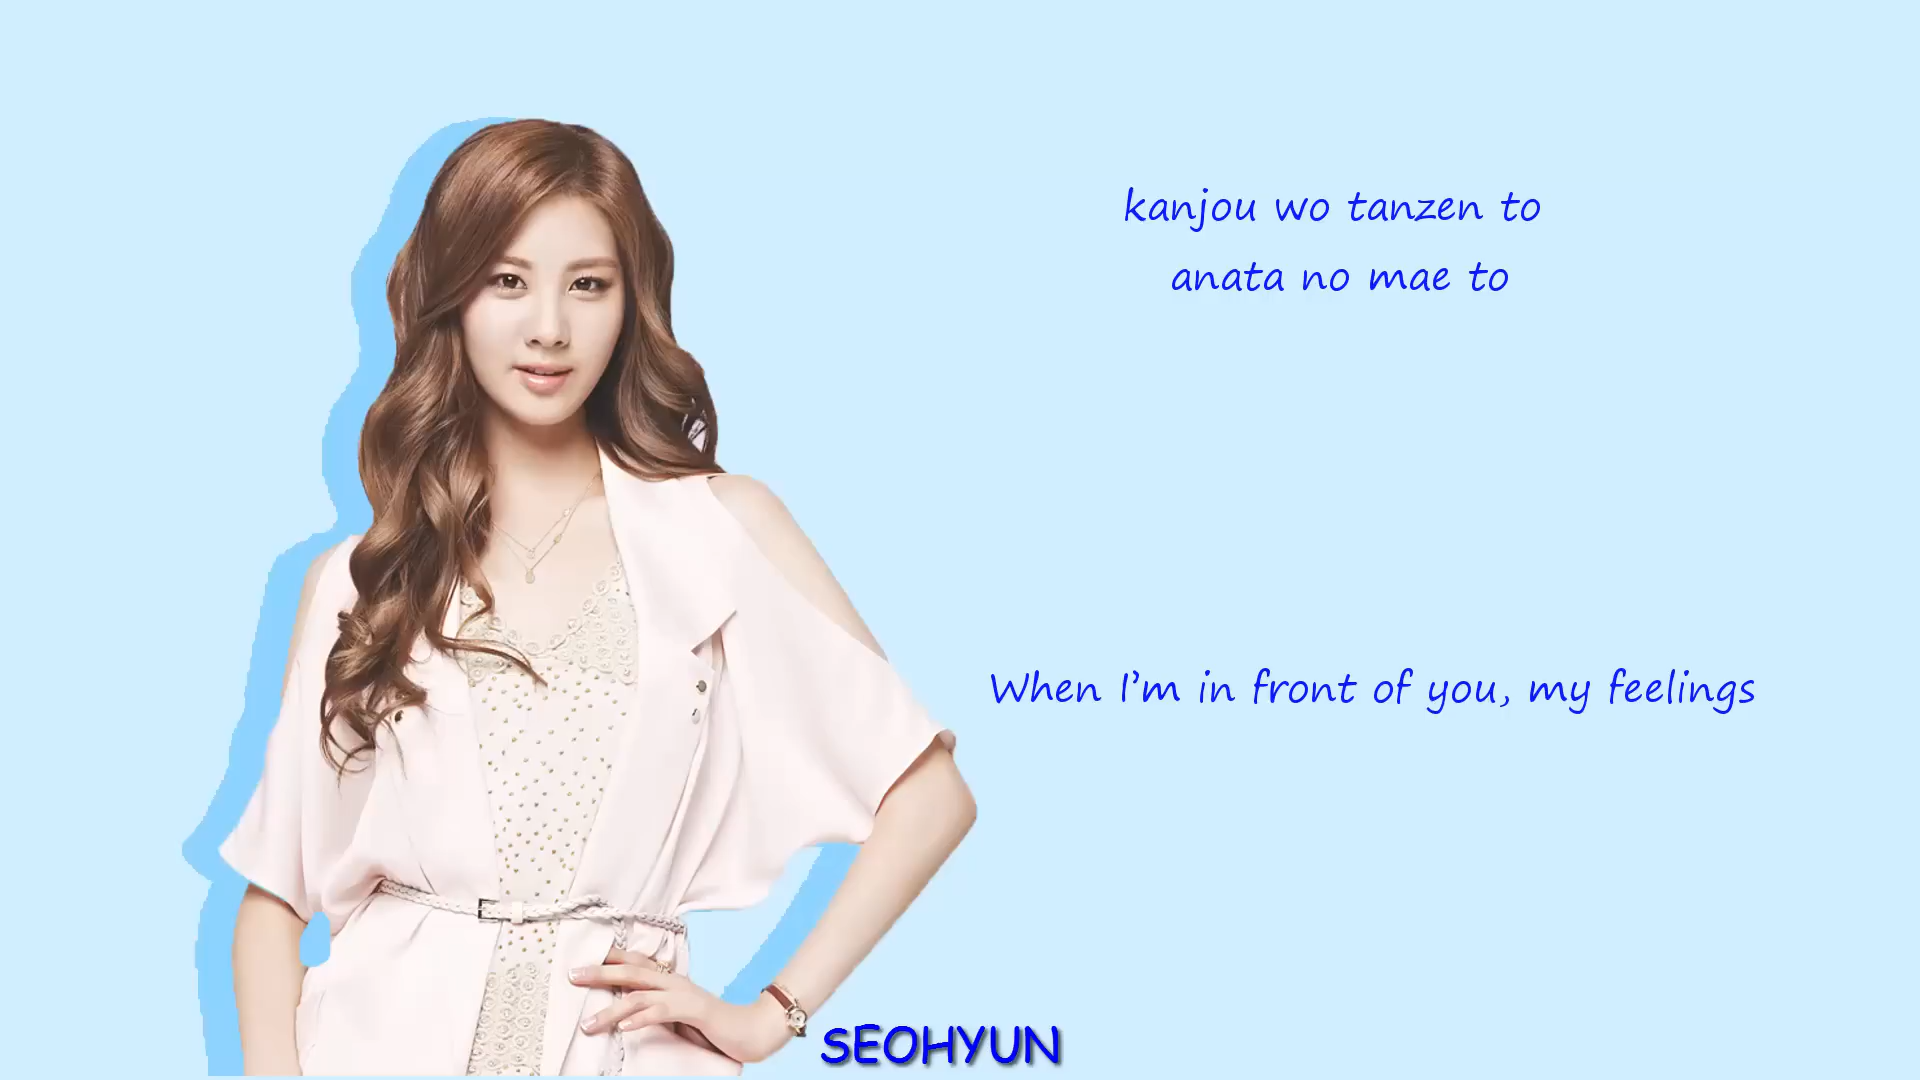 kanjou wo tanzen to
anata no mae to
When I'm in front of you, my feelings
SEOHYUN